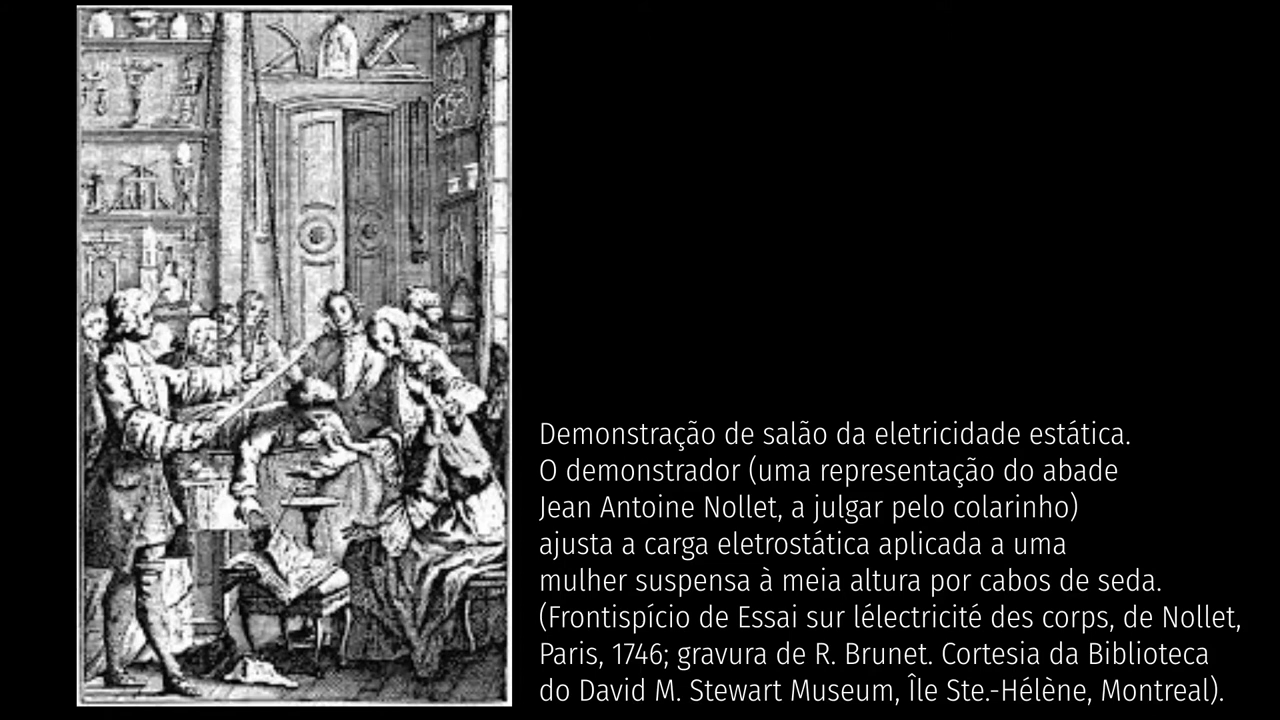 Demonstração de salão da eletricidade estática.
O demonstrador (uma representação do abade
Jean Antoine Nollet, a julgar pelo colarinho)
ajusta a carga eletrostática aplicada a uma
mulher suspensa à meia altura por cabos de seda.
(Frontispício de Essai sur lélectricité des corps, de Nollet,
Paris, 1746; gravura de R. Brunet. Cortesia da Biblioteca
do David M. Stewart Museum, Île Ste.-Hélène, Montreal).